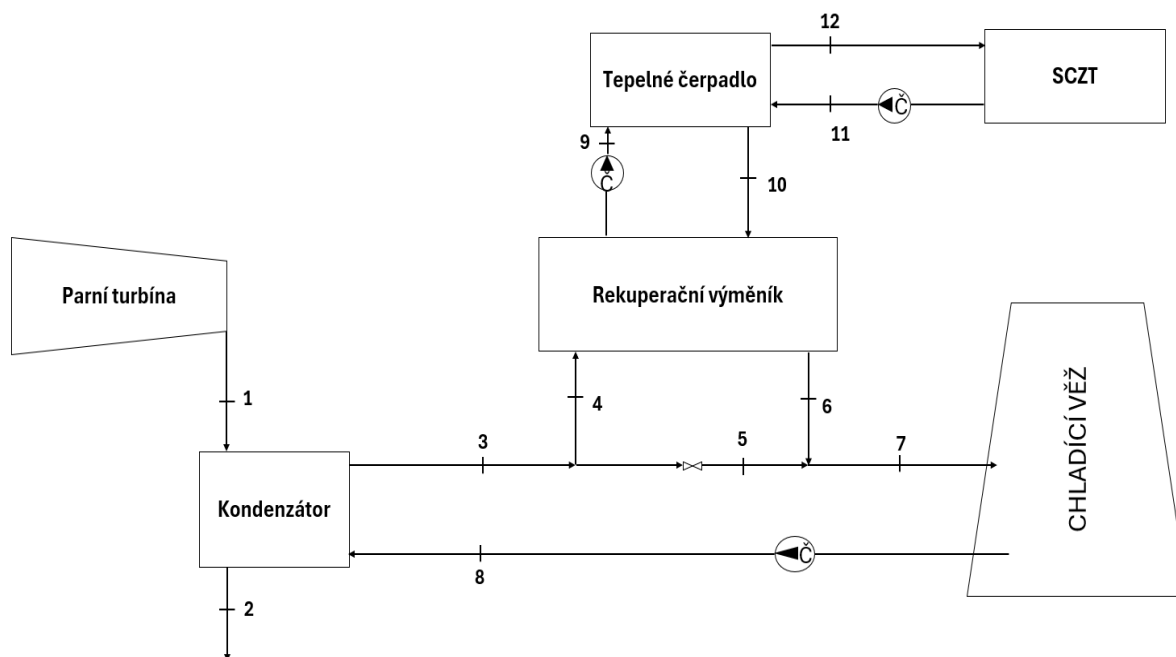 12
Tepelné čerpadlo
SCZT
Č
11
9
Č
10
Parní turbína
Rekuperační výměník
CHLADÍCÍ VĚŽ
1
4
6
3
5
7
Kondenzátor
Č
8
2